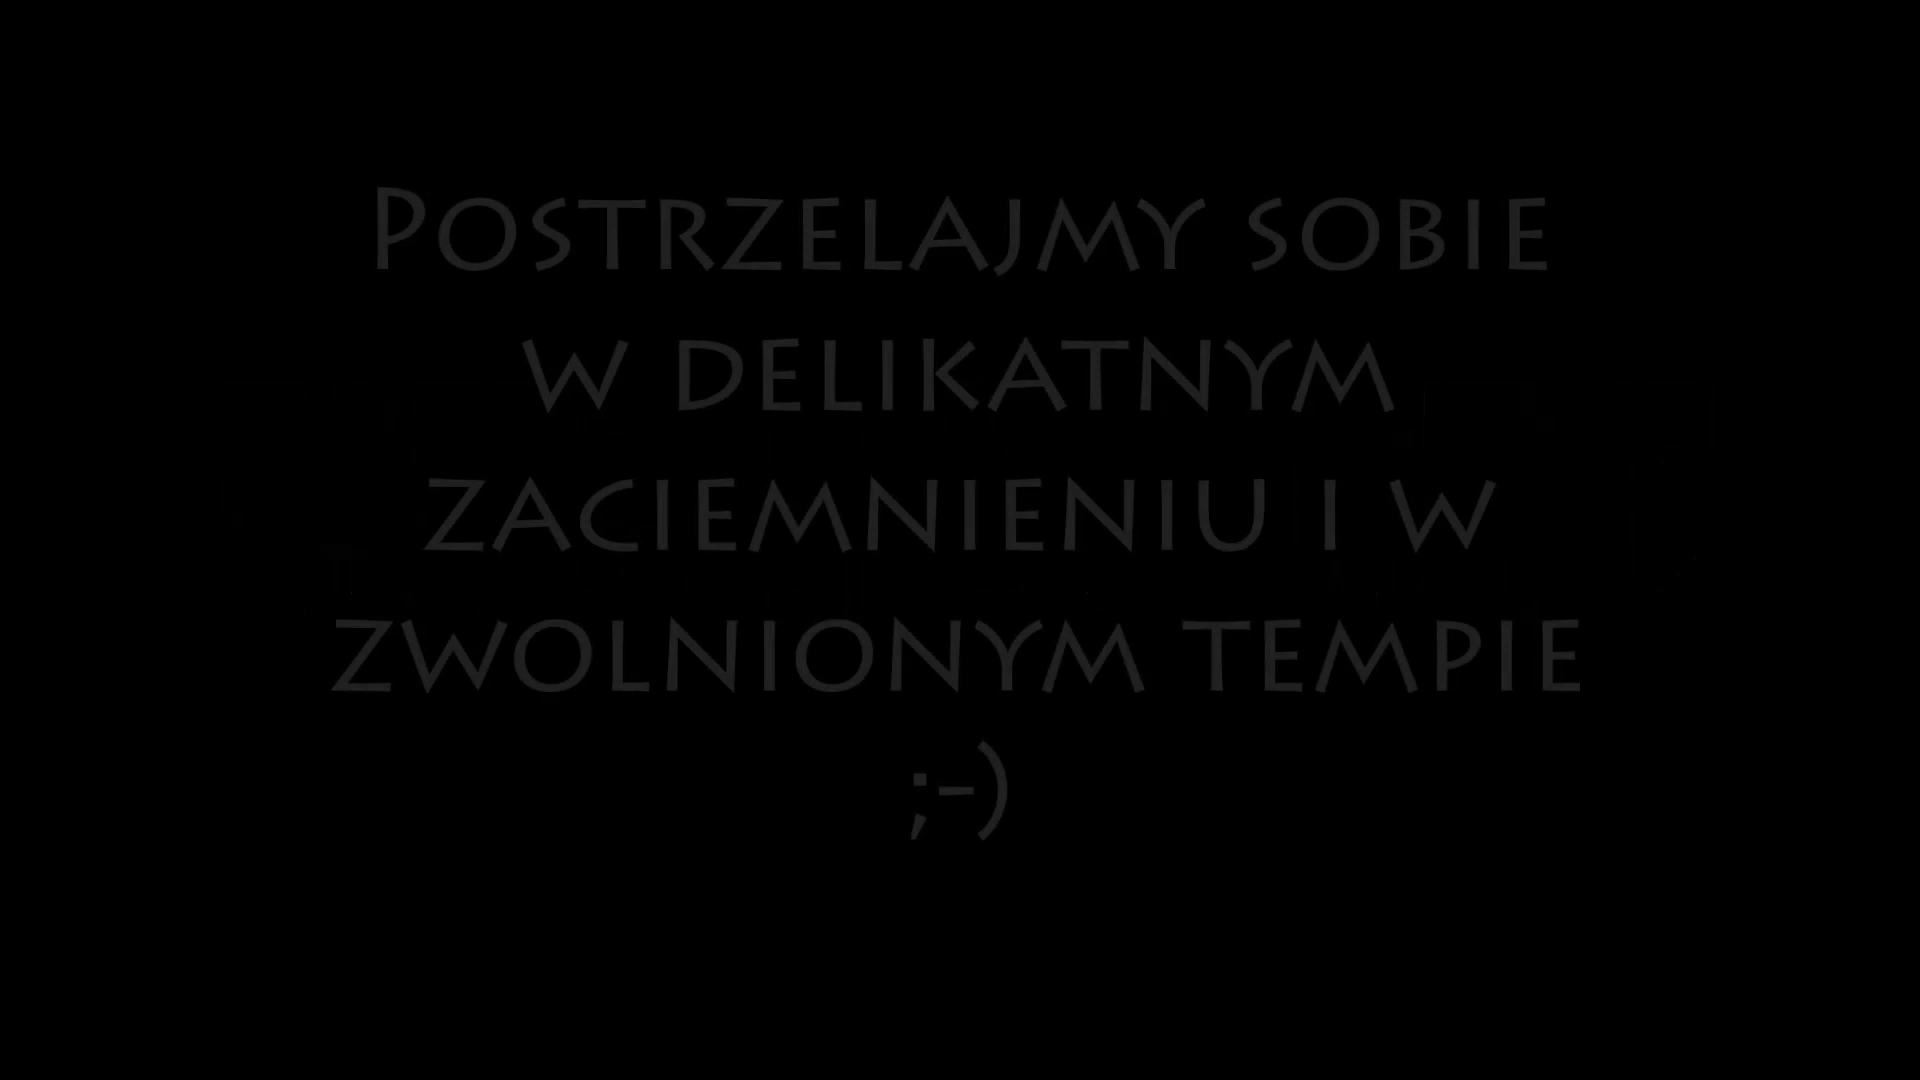 Postrzelajmy sobie
w delikatnym
zaciemnieniu i w
zwolnionym tempie
;-)